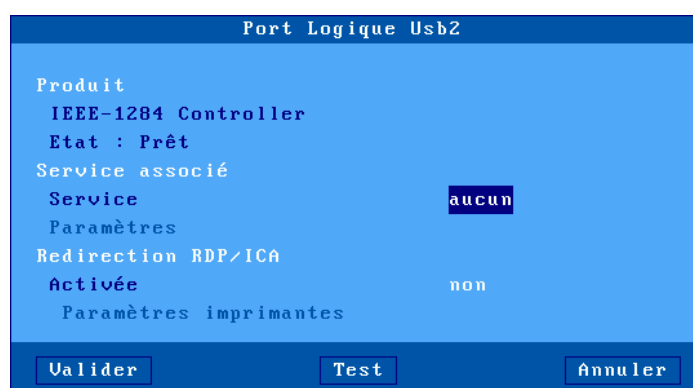 Port Logique Usb2
Produit
IEEE-1284 Controller
Etat : Prêt
Service associé
Service aucun
Paramètres
Redirection RDP/ICA
Activée non
Paramètres imprimantes
Valider Test Annuler